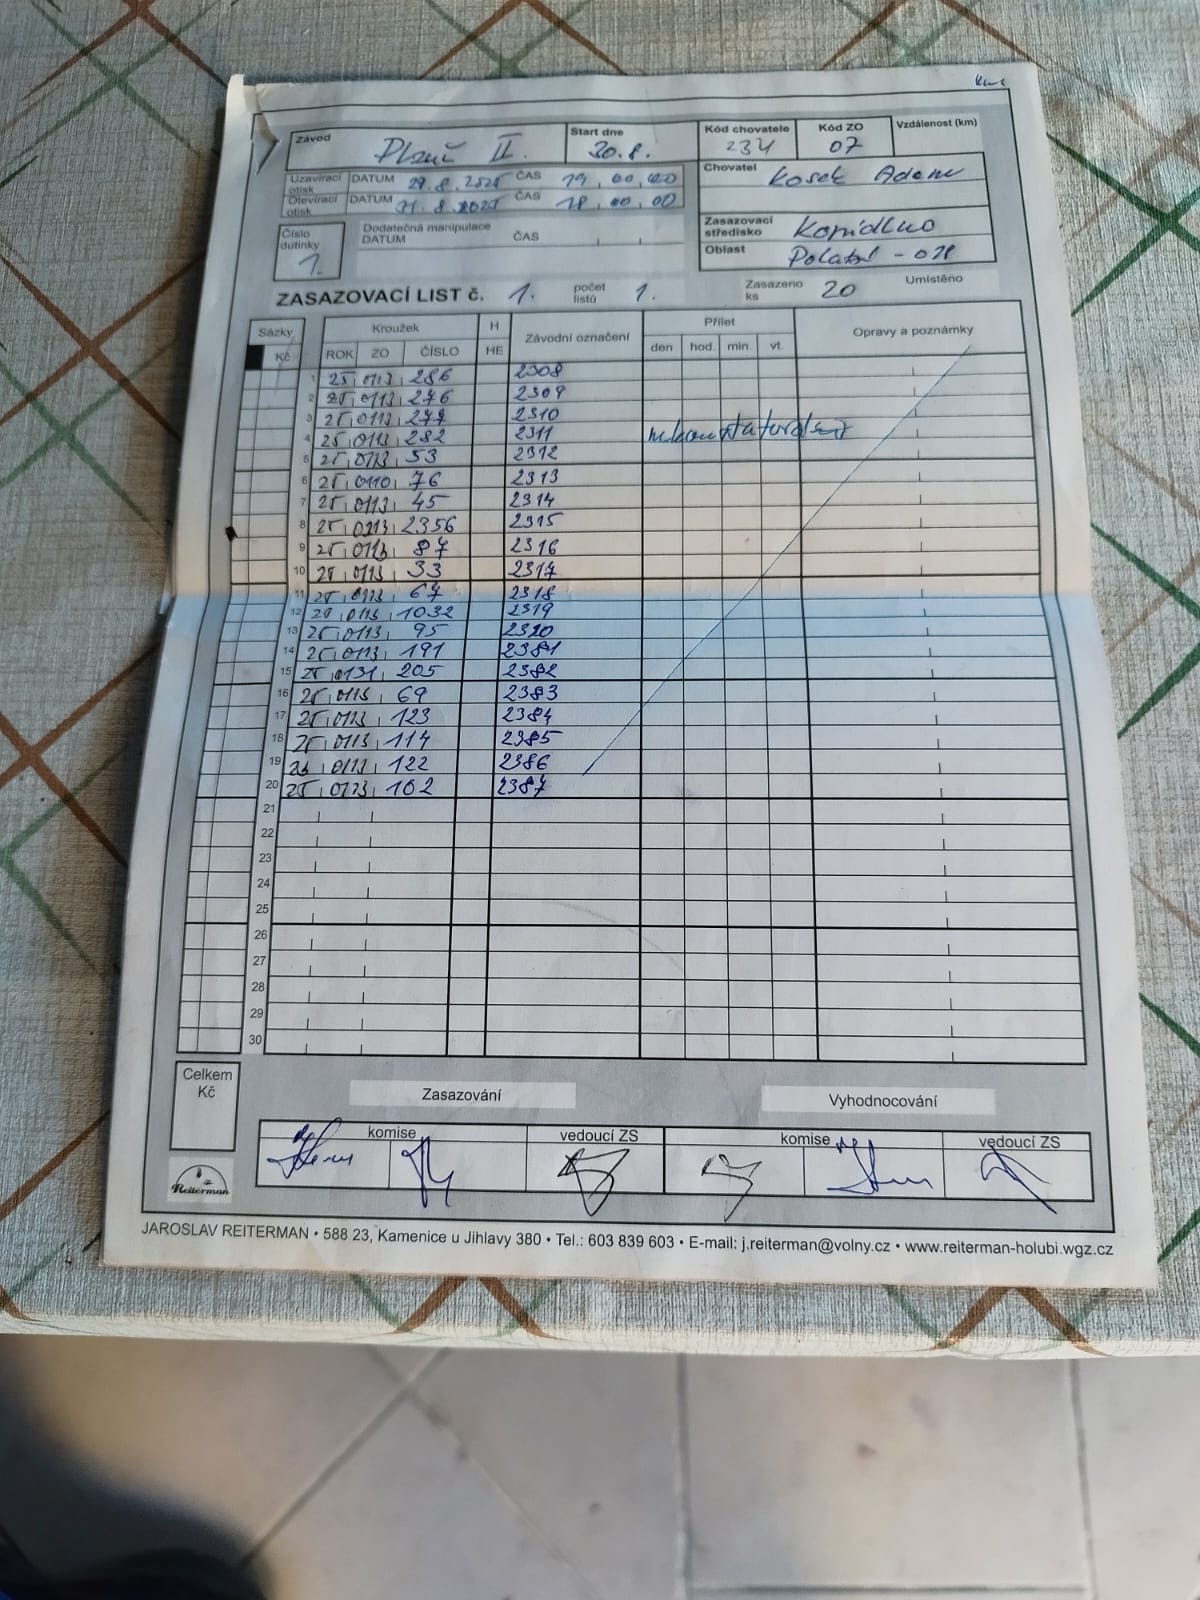 Závod Plzeň II. Start dne 30.8. Kód chovatele 234 Kód ZO 07 Vzdálenost (km)
Uzavírací otisk DATUM 29.8.2025 ČAS 19,00,00
Otevírací otisk DATUM 31.8.2025 ČAS 18,00,00
Chovatel Kosek Adam
Číslo dutinky 1.
Dodatečná manipulace DATUM ČAS
Zasazovací středisko Kopidlno
Oblast Polabí - 028
ZASAZOVACÍ LIST č. 1. počet listů 1. Zasazeno ks 20 Umístěno
Sázky Kroužek H Závodní označení Přílet Opravy a poznámky
Kč ROK ZO ČÍSLO HE den hod. min. vt.
1 25 0113 286 2308
2 25 0113 276 2309
3 25 0113 277 2310
4 25 0113 282 2311
5 25 0113 53 2312
6 25 0110 76 2313
7 25 0113 45 2314
8 25 0113 2356 2315
9 25 0113 87 2316
10 25 0113 33 2317
11 25 0113 67 2318
12 0113 1032 2319
13 25 0113 95 2320
14 25 0113 191 2381
15 25 0131 205 2382
16 25 0113 69 2383
17 25 0113 123 2384
18 25 0113 114 2385
19 0113 122 2386
20 25 0113 102 2387
21
22
23
24
25
26
27
28
29
30
Celkem Kč
Zasazování Vyhodnocování
komise vedoucí ZS komise vedoucí ZS
Reiterman
JAROSLAV REITERMAN • 588 23, Kamenice u Jihlavy 380 • Tel.: 603 839 603 • E-mail: j.reiterman@volny.cz • www.reiterman-holubi.wgz.cz